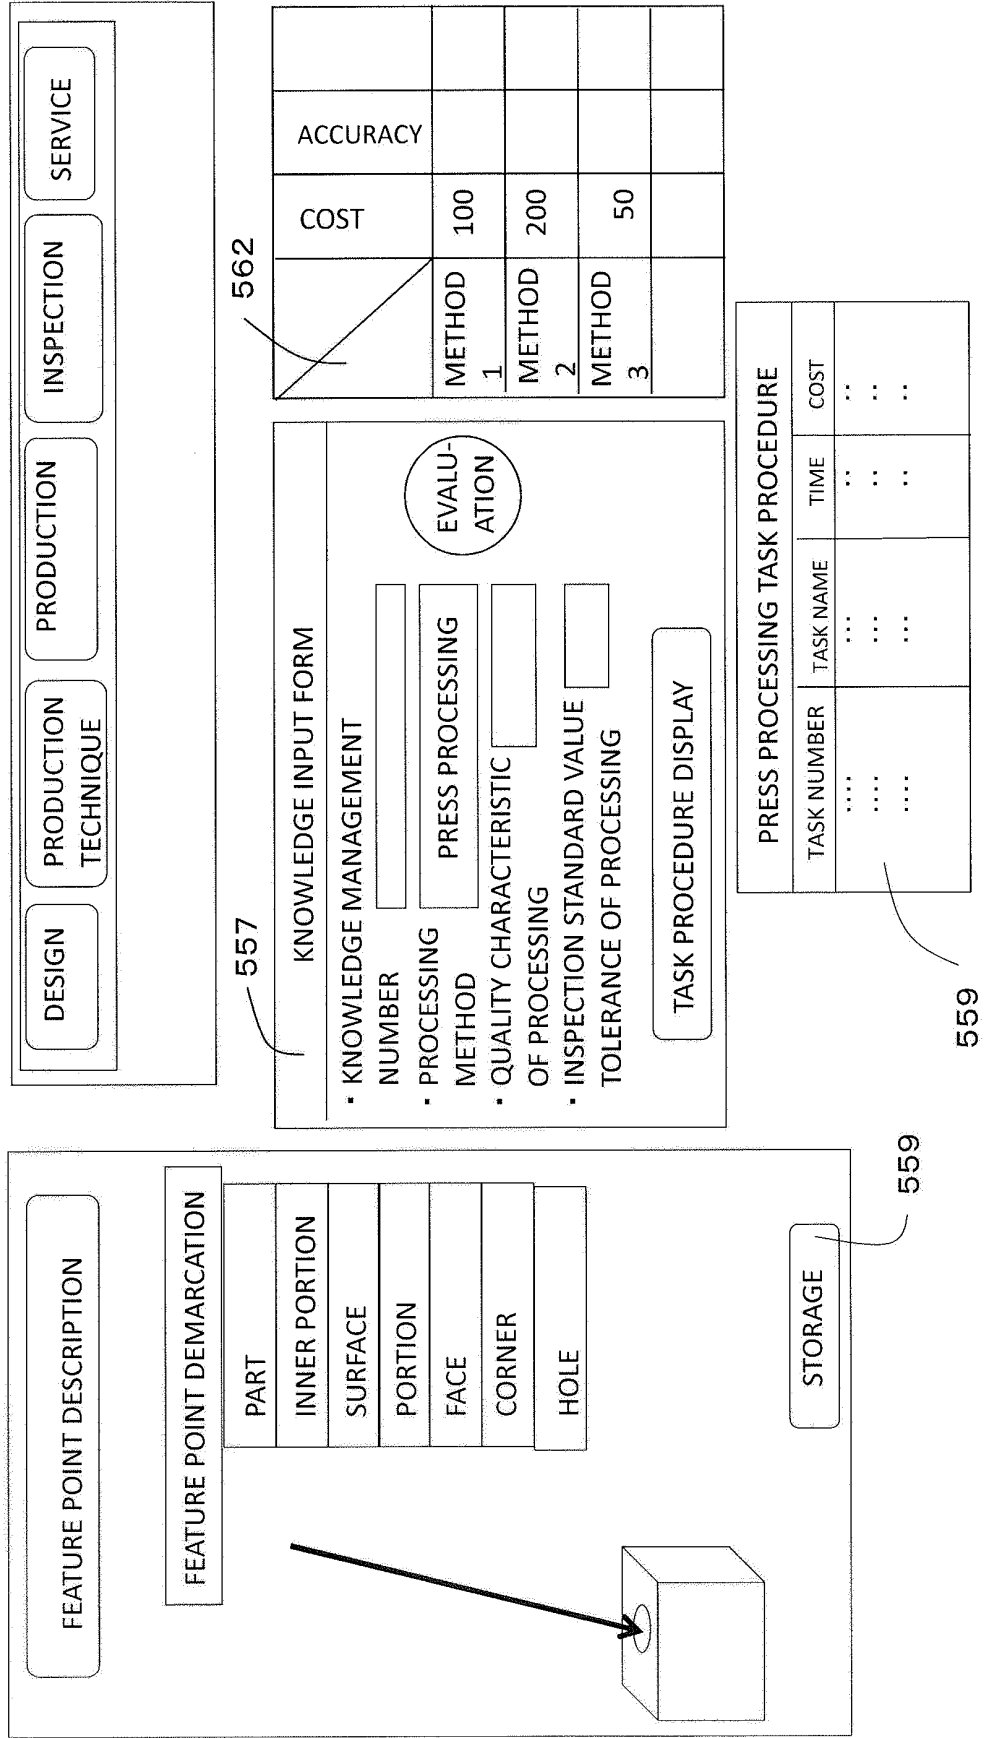 FEATURE POINT DESCRIPTION
FEATURE POINT DEMARCATION
PART
INNER PORTION
SURFACE
PORTION
FACE
CORNER
HOLE
STORAGE
559
DESIGN
PRODUCTION
TECHNIQUE
PRODUCTION
INSPECTION
SERVICE
557
KNOWLEDGE INPUT FORM
・KNOWLEDGE MANAGEMENT
NUMBER
・PROCESSING
METHOD
PRESS PROCESSING
・QUALITY CHARACTERISTIC
OF PROCESSING
・INSPECTION STANDARD VALUE
TOLERANCE OF PROCESSING
EVALU-
ATION
TASK PROCEDURE DISPLAY
562
COST ACCURACY
METHOD
1
100
METHOD
2
200
METHOD
3
50
PRESS PROCESSING TASK PROCEDURE
TASK NUMBER TASK NAME TIME COST
.... ... .. ..
.... ... .. ..
.... ... .. ..
559